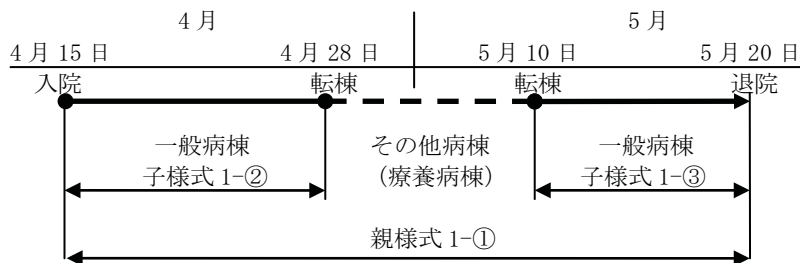 4月 5月
4月15日 4月28日 5月10日 5月20日
入院 転棟 転棟 退院
一般病棟 その他病棟 一般病棟
子様式1-② (療養病棟) 子様式1-③
親様式1-①